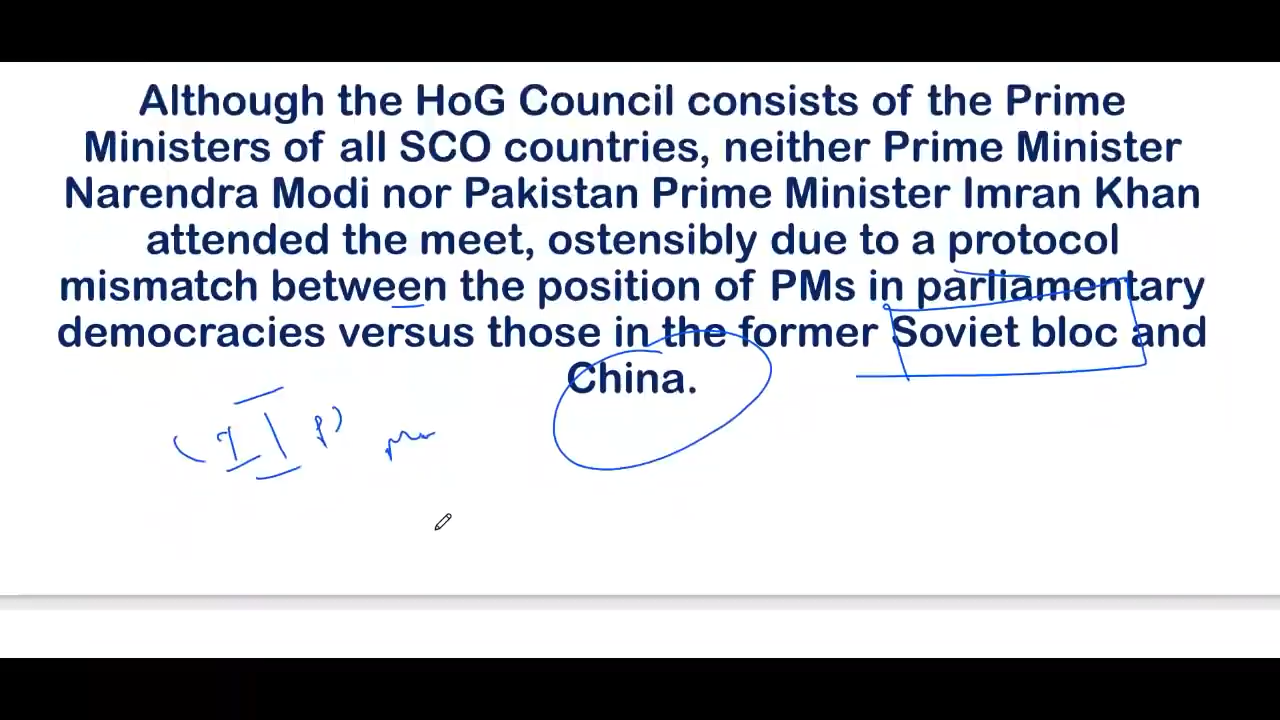 Although the HoG Council consists of the Prime
Ministers of all SCO countries, neither Prime Minister
Narendra Modi nor Pakistan Prime Minister Imran Khan
attended the meet, ostensibly due to a protocol
mismatch between the position of PMs in parliamentary
democracies versus those in the former Soviet bloc and
China.